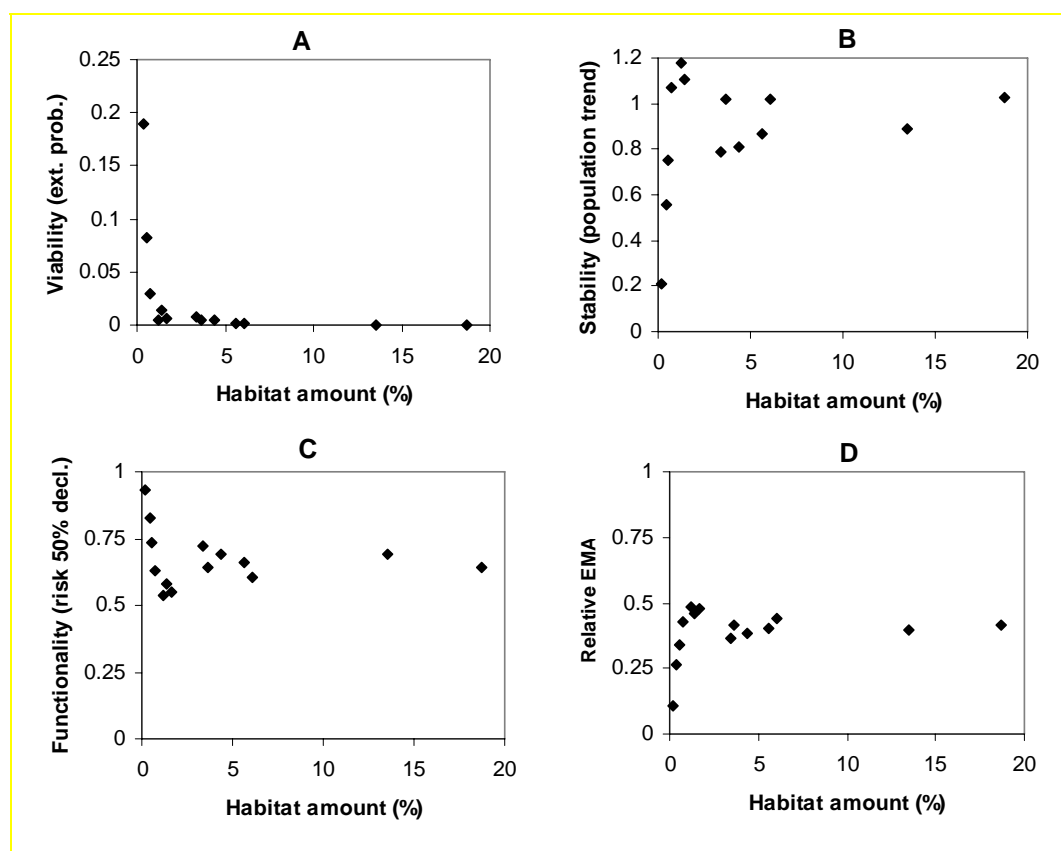 A
0.25
0.2
0.15
0.1
0.05
0
0 5 10 15 20
Viability (ext. prob.)
Habitat amount (%)
B
1.2
1
0.8
0.6
0.4
0.2
0
0 5 10 15 20
Stability (population trend)
Habitat amount (%)
C
1
0.75
0.5
0.25
0
0 5 10 15 20
Functionality (risk 50% decl.)
Habitat amount (%)
D
1
0.75
0.5
0.25
0
0 5 10 15 20
Relative EMA
Habitat amount (%)